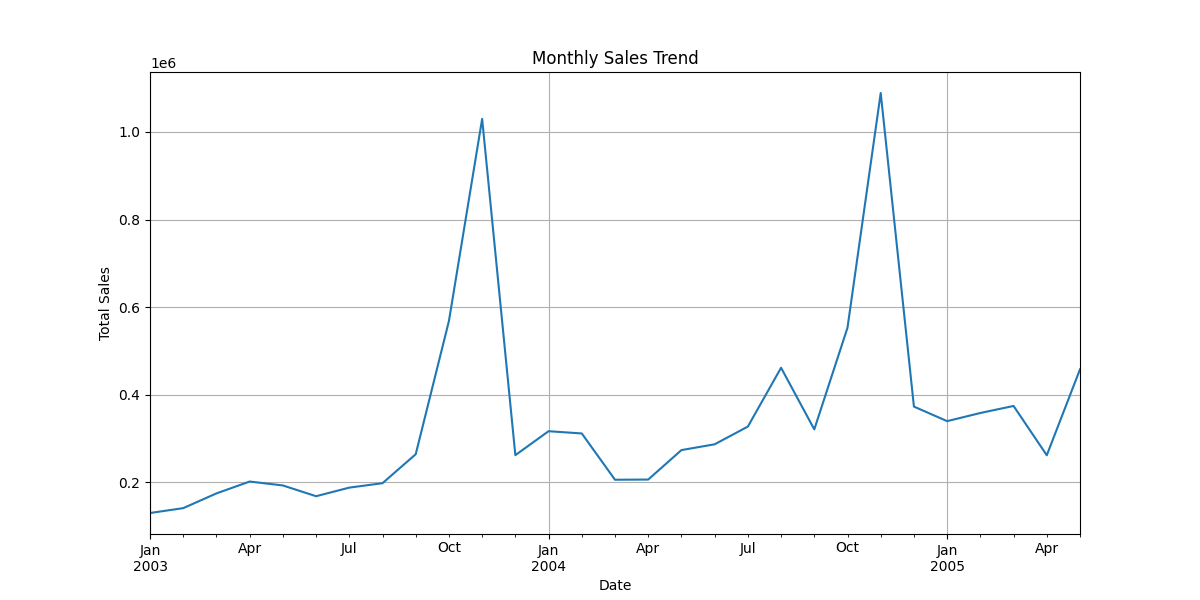 Monthly Sales Trend
1e6
1.0
0.8
0.6
0.4
0.2
Total Sales
Jan Apr Jul Oct Jan Apr Jul Oct Jan Apr
2003 2004 2005
Date